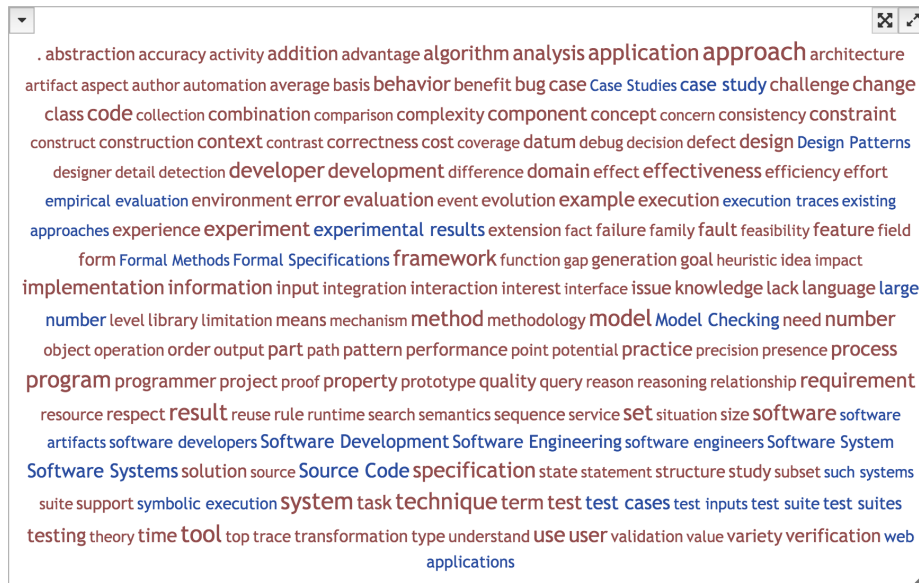 . abstraction accuracy activity addition advantage algorithm analysis application approach architecture
artifact aspect author automation average basis behavior benefit bug case Case Studies case study challenge change
class code collection combination comparison complexity component concept concern consistency constraint
construct construction context contrast correctness cost coverage datum debug decision defect design Design Patterns
designer detail detection developer development difference domain effect effectiveness efficiency effort
empirical evaluation environment error evaluation event evolution example execution execution traces existing
approaches experience experiment experimental results extension fact failure family fault feasibility feature field
form Formal Methods Formal Specifications framework function gap generation goal heuristic idea impact
implementation information input integration interaction interest interface issue knowledge lack language large
number level library limitation means mechanism method methodology model Model Checking need number
object operation order output part path pattern performance point potential practice precision presence process
program programmer project proof property prototype quality query reason reasoning relationship requirement
resource respect result reuse rule runtime search semantics sequence service set situation size software software
artifacts software developers Software Development Software Engineering software engineers Software System
Software Systems solution source Source Code specification state statement structure study subset such systems
suite support symbolic execution system task technique term test test cases test inputs test suite test suites
testing theory time tool top trace transformation type understand use user validation value variety verification web
applications